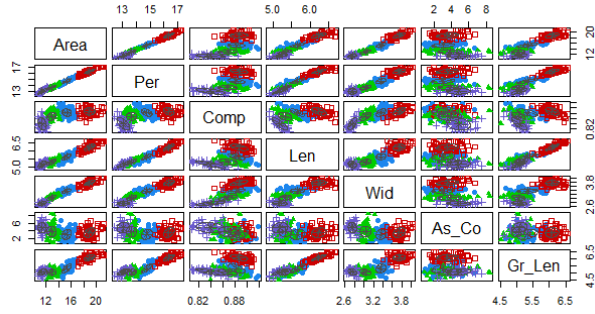 13 15 17
5.0 6.0
2 4 6 8
Area
12 16 20
13 17
Per
Comp
0.82
5.0 6.5
Len
Wid
2.6 3.8
2 6
As_Co
Gr_Len
4.5 6.5
12 16 20
0.82 0.88
2.6 3.2 3.8
4.5 5.5 6.5